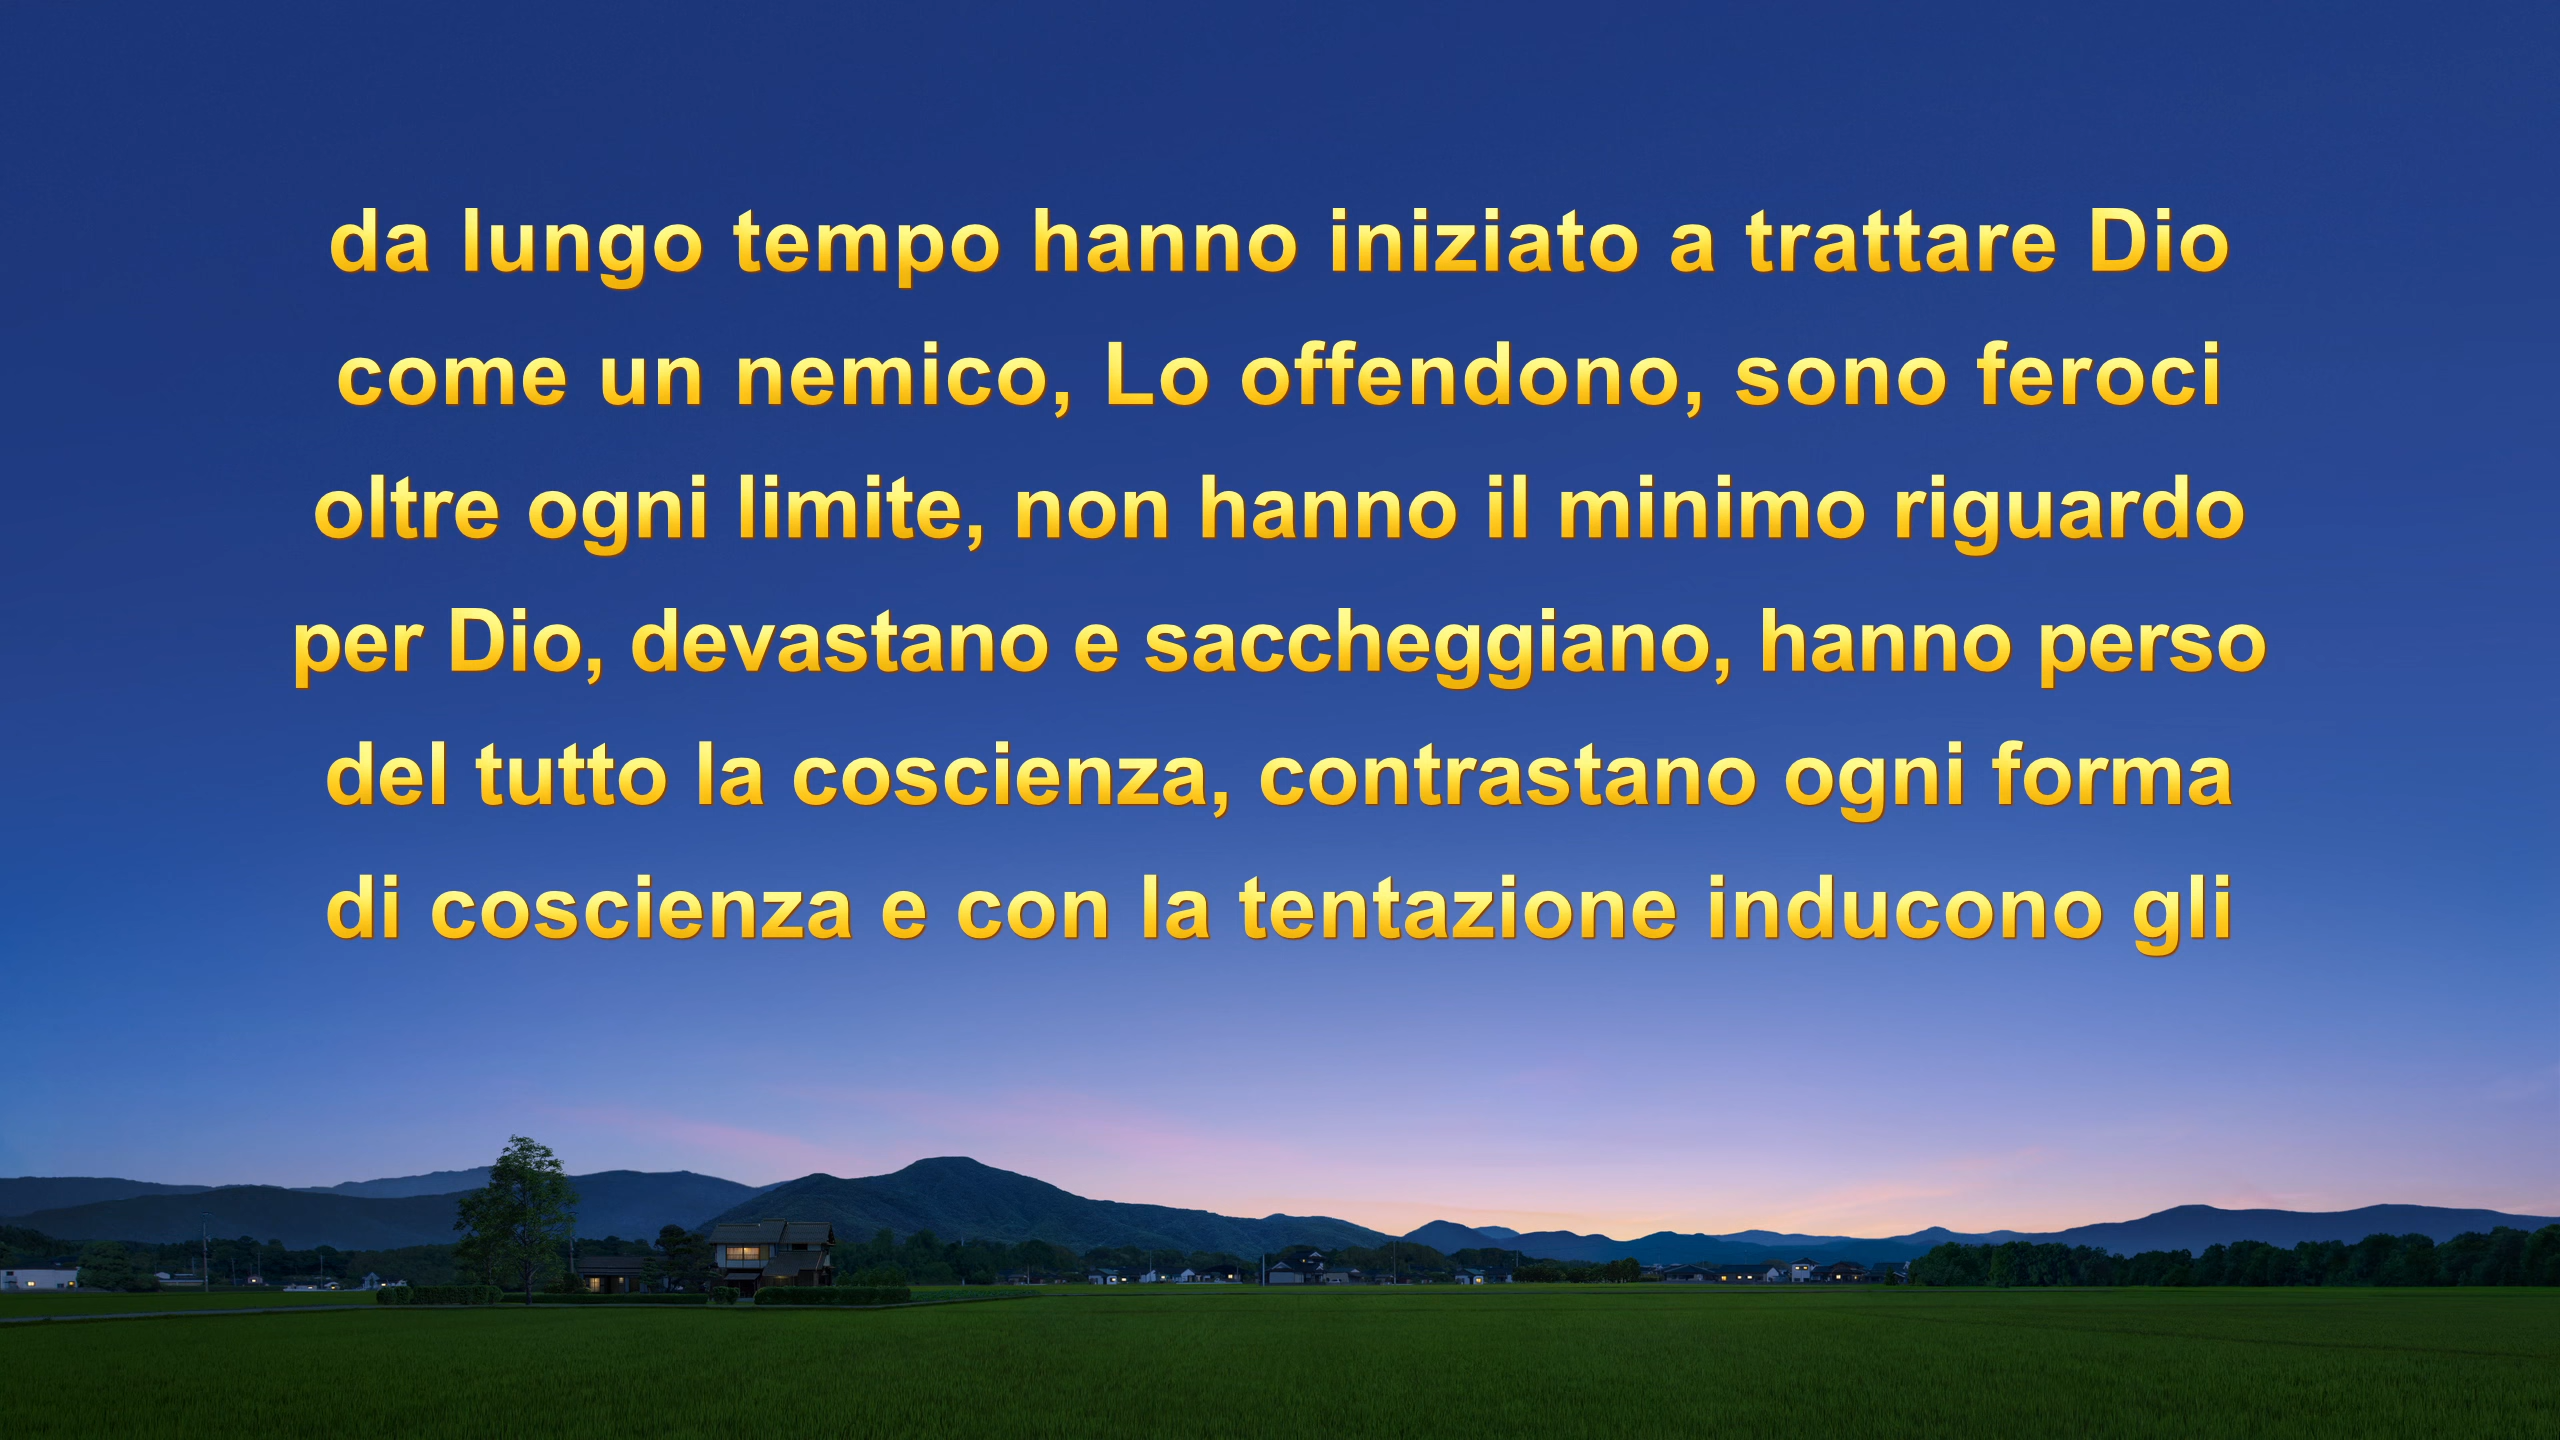 da lungo tempo hanno iniziato a trattare Dio
come un nemico, Lo offendono, sono feroci
oltre ogni limite, non hanno il minimo riguardo
per Dio, devastano e saccheggiano, hanno perso
del tutto la coscienza, contrastano ogni forma
di coscienza e con la tentazione inducono gli